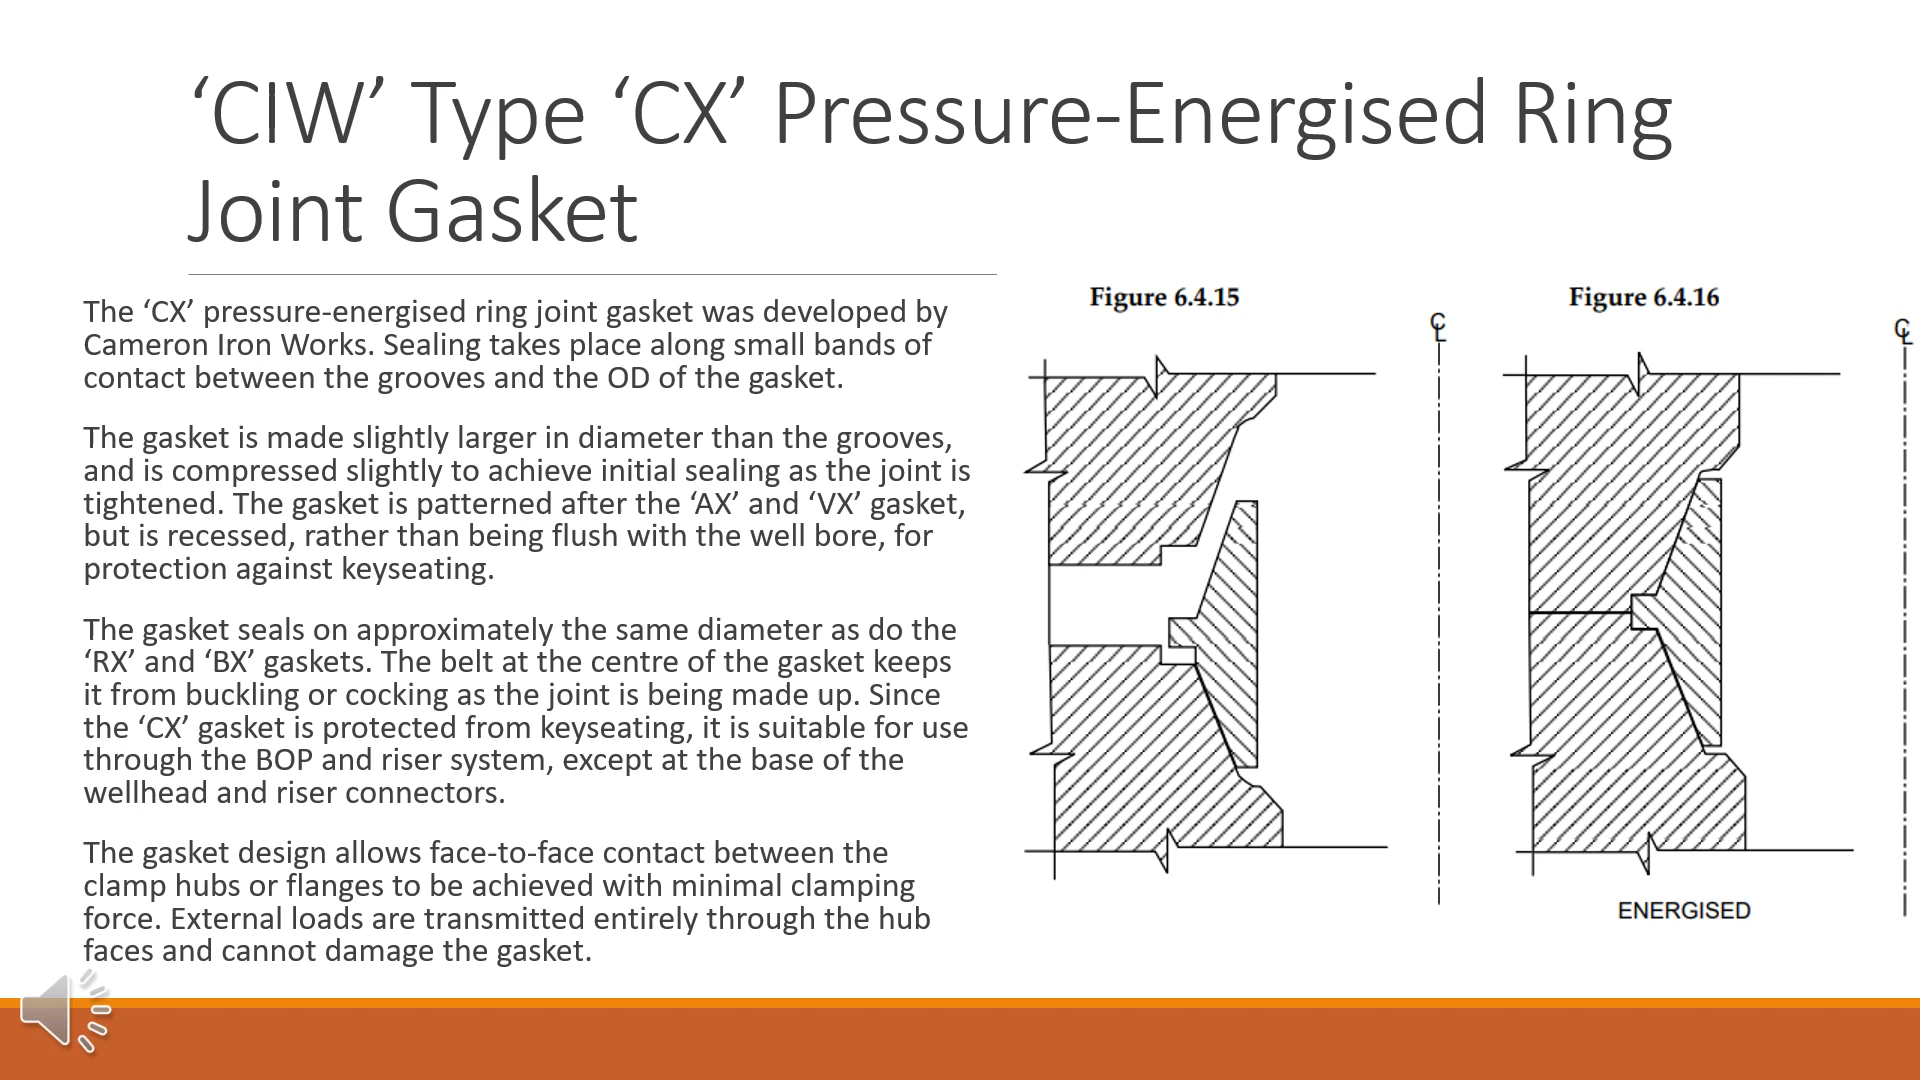 ‘CIW’ Type ‘CX’ Pressure-Energised Ring
Joint Gasket
The ‘CX’ pressure-energised ring joint gasket was developed by
Cameron Iron Works. Sealing takes place along small bands of
contact between the grooves and the OD of the gasket.
The gasket is made slightly larger in diameter than the grooves,
and is compressed slightly to achieve initial sealing as the joint is
tightened. The gasket is patterned after the ‘AX’ and ‘VX’ gasket,
but is recessed, rather than being flush with the well bore, for
protection against keyseating.
The gasket seals on approximately the same diameter as do the
‘RX’ and ‘BX’ gaskets. The belt at the centre of the gasket keeps
it from buckling or cocking as the joint is being made up. Since
the ‘CX’ gasket is protected from keyseating, it is suitable for use
through the BOP and riser system, except at the base of the
wellhead and riser connectors.
The gasket design allows face-to-face contact between the
clamp hubs or flanges to be achieved with minimal clamping
force. External loads are transmitted entirely through the hub
faces and cannot damage the gasket.
Figure 6.4.15
℄
Figure 6.4.16
℄
ENERGISED